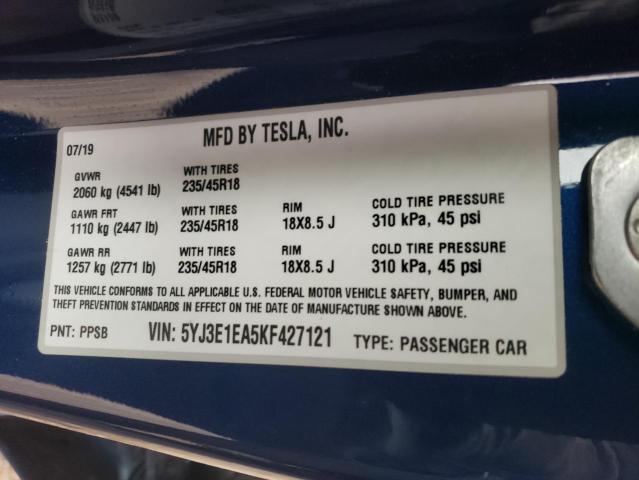 07/19 MFD BY TESLA, INC.
GVWR WITH TIRES
2060 kg (4541 lb) 235/45R18
GAWR FRT WITH TIRES RIM COLD TIRE PRESSURE
1110 kg (2447 lb) 235/45R18 18X8.5 J 310 kPa, 45 psi
GAWR RR WITH TIRES RIM COLD TIRE PRESSURE
1257 kg (2771 lb) 235/45R18 18X8.5 J 310 kPa, 45 psi
THIS VEHICLE CONFORMS TO ALL APPLICABLE U.S. FEDERAL MOTOR VEHICLE SAFETY, BUMPER, AND
THEFT PREVENTION STANDARDS IN EFFECT ON THE DATE OF MANUFACTURE SHOWN ABOVE.
PNT: PPSB VIN: 5YJ3E1EA5KF427121 TYPE: PASSENGER CAR